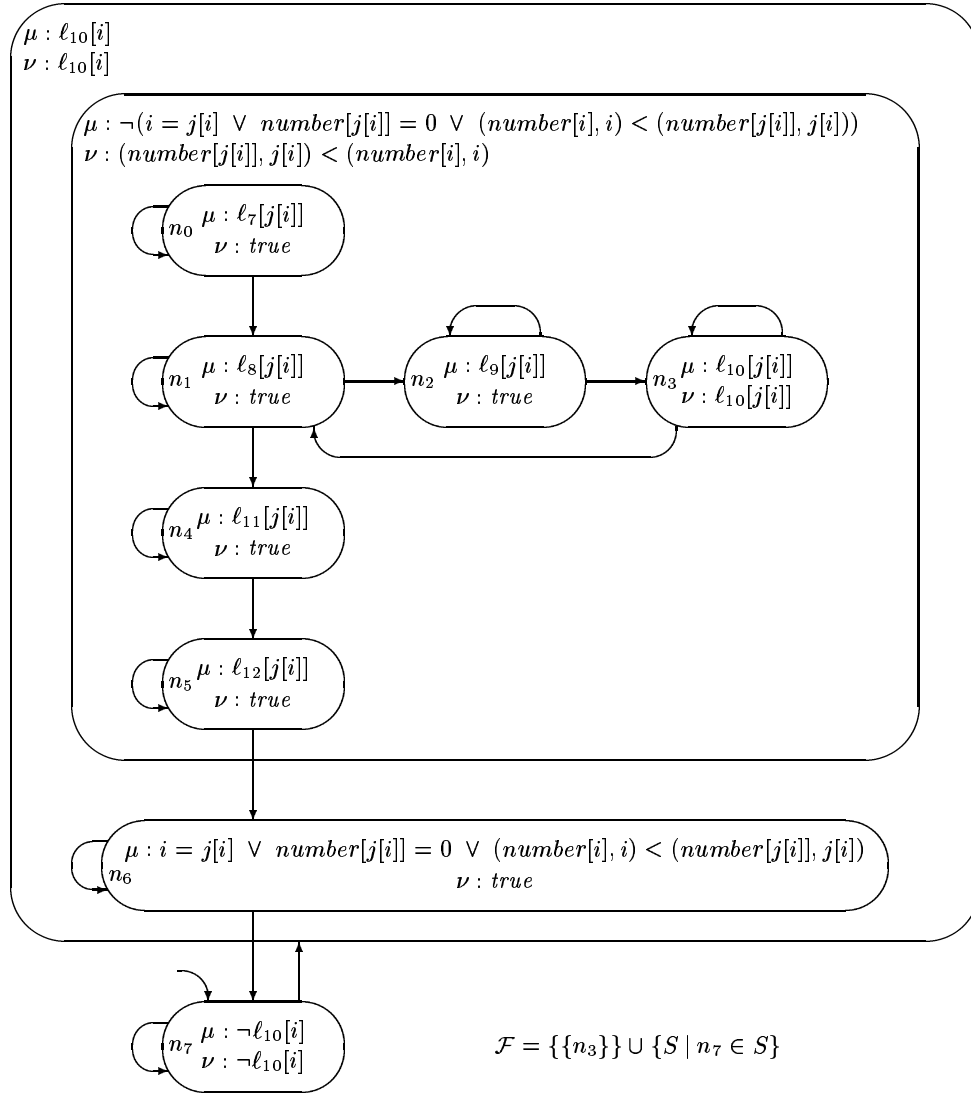 μ : ℓ₁₀[i]
ν : ℓ₁₀[i]
μ : ¬(i = j[i] ∨ number[j[i]] = 0 ∨ (number[i], i) < (number[j[i]], j[i]))
ν : (number[j[i]], j[i]) < (number[i], i)
n₀ μ : ℓ₇[j[i]]
ν : true
n₁ μ : ℓ₈[j[i]]
ν : true
n₂ μ : ℓ₉[j[i]]
ν : true
n₃ μ : ℓ₁₀[j[i]]
ν : ℓ₁₀[j[i]]
n₄ μ : ℓ₁₁[j[i]]
ν : true
n₅ μ : ℓ₁₂[j[i]]
ν : true
μ : i = j[i] ∨ number[j[i]] = 0 ∨ (number[i], i) < (number[j[i]], j[i])
n₆ ν : true
n₇ μ : ¬ℓ₁₀[i]
ν : ¬ℓ₁₀[i]
ℱ = {{n₃}} ∪ {S | n₇ ∈ S}